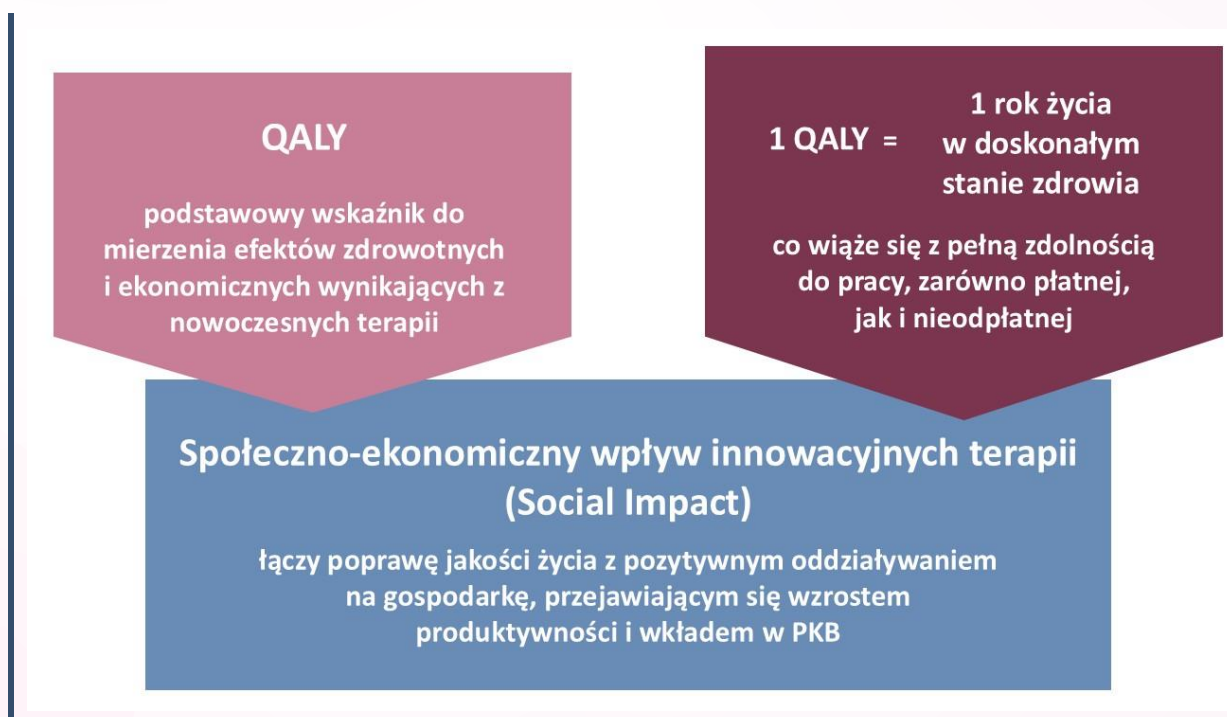 QALY
podstawowy wskaźnik do
mierzenia efektów zdrowotnych
i ekonomicznych wynikających z
nowoczesnych terapii
1 QALY =
1 rok życia
w doskonałym
stanie zdrowia
co wiąże się z pełną zdolnością
do pracy, zarówno płatnej,
jak i nieodpłatnej
Społeczno-ekonomiczny wpływ innowacyjnych terapii
(Social Impact)
łączy poprawę jakości życia z pozytywnym oddziaływaniem
na gospodarkę, przejawiającym się wzrostem
produktywności i wkładem w PKB